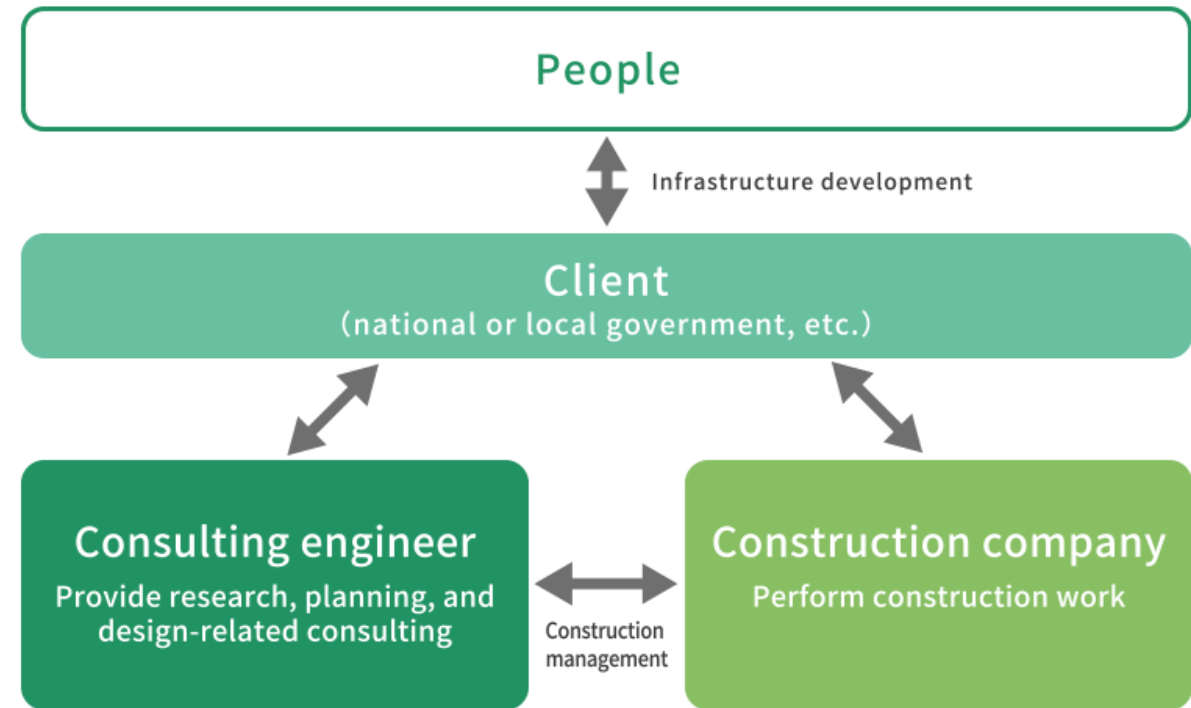 People
Infrastructure development
Client
（national or local government, etc.）
Consulting engineer
Provide research, planning, and
design-related consulting
Construction
management
Construction company
Perform construction work